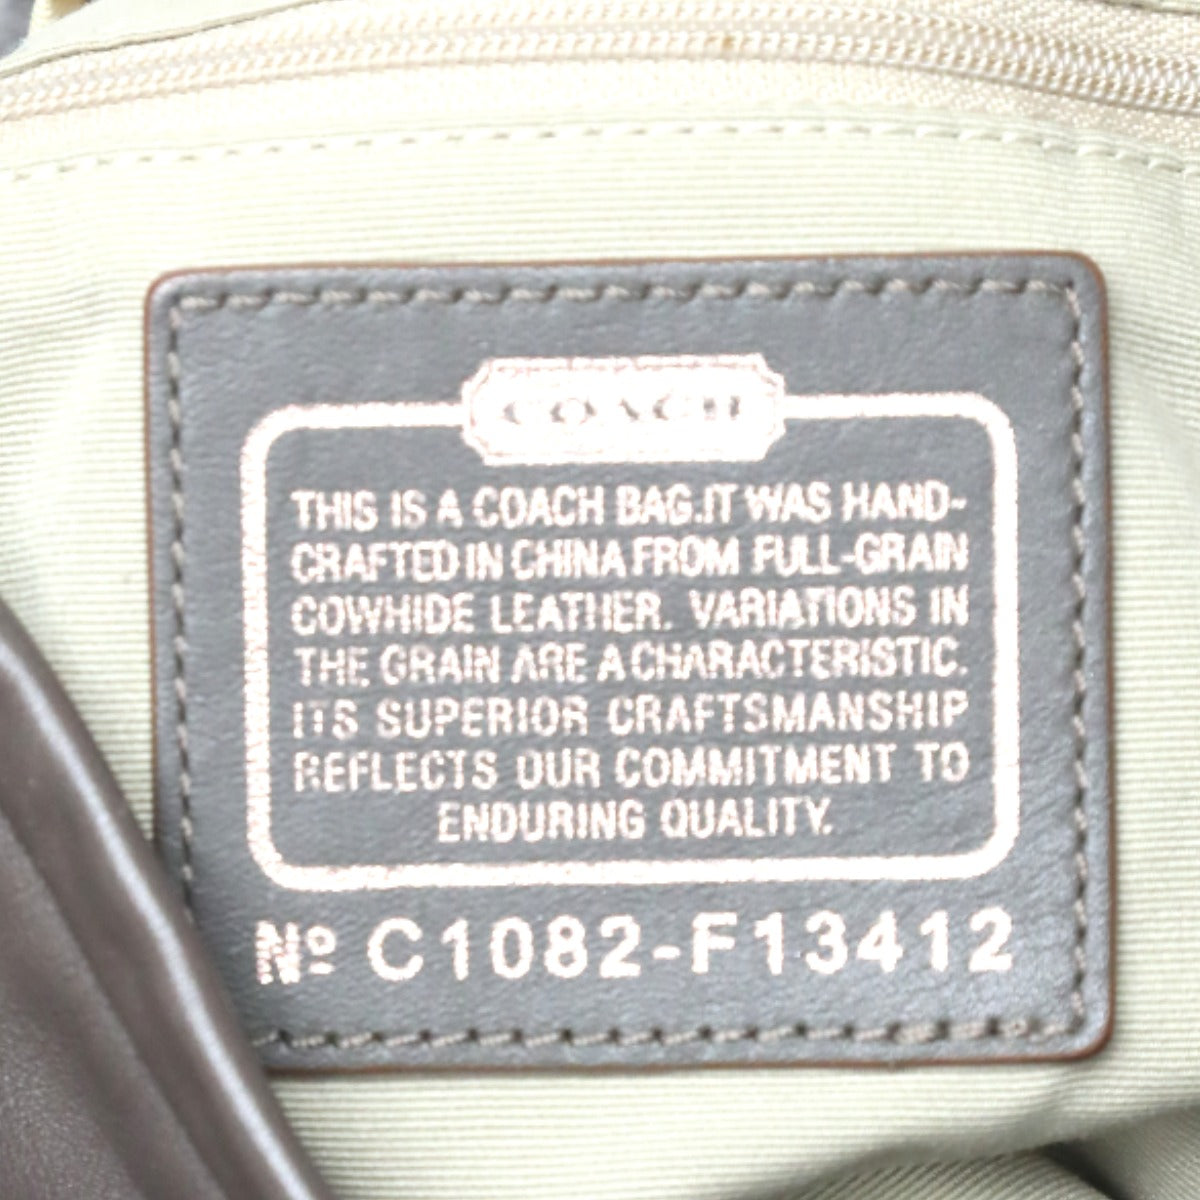 COACH
THIS IS A COACH BAG.IT WAS HAND-
CRAFTED IN CHINA FROM FULL-GRAIN
COWHIDE LEATHER. VARIATIONS IN
THE GRAIN ARE A CHARACTERISTIC.
ITS SUPERIOR CRAFTSMANSHIP
REFLECTS OUR COMMITMENT TO
ENDURING QUALITY.
Nº C1082-F13412